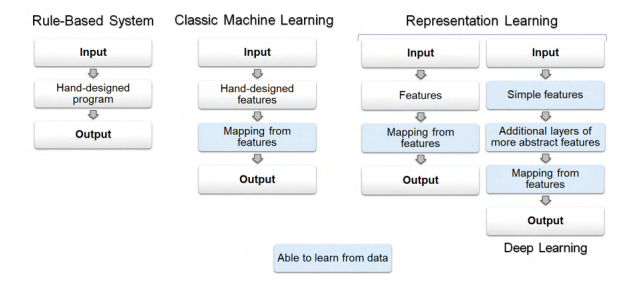 Rule-Based System
Input
Hand-designed
program
Output
Classic Machine Learning
Input
Hand-designed
features
Mapping from
features
Output
Representation Learning
Input
Features
Mapping from
features
Output
Input
Simple features
Additional layers of
more abstract features
Mapping from
features
Output
Deep Learning
Able to learn from data